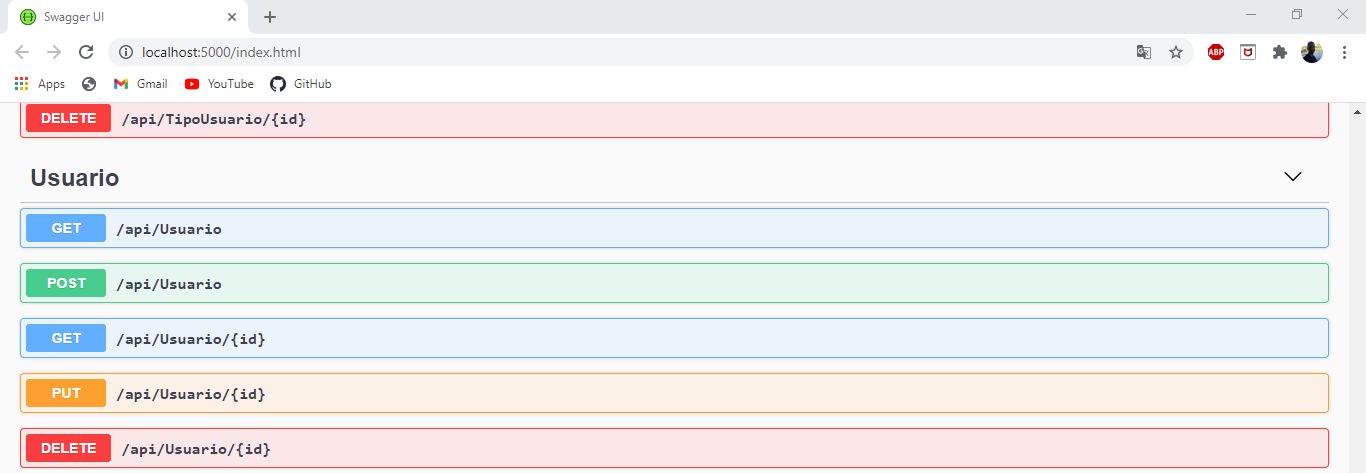 Swagger UI
localhost:5000/index.html
ABP
Apps Gmail YouTube GitHub
DELETE /api/TipoUsuario/{id}
Usuario
GET /api/Usuario
POST /api/Usuario
GET /api/Usuario/{id}
PUT /api/Usuario/{id}
DELETE /api/Usuario/{id}